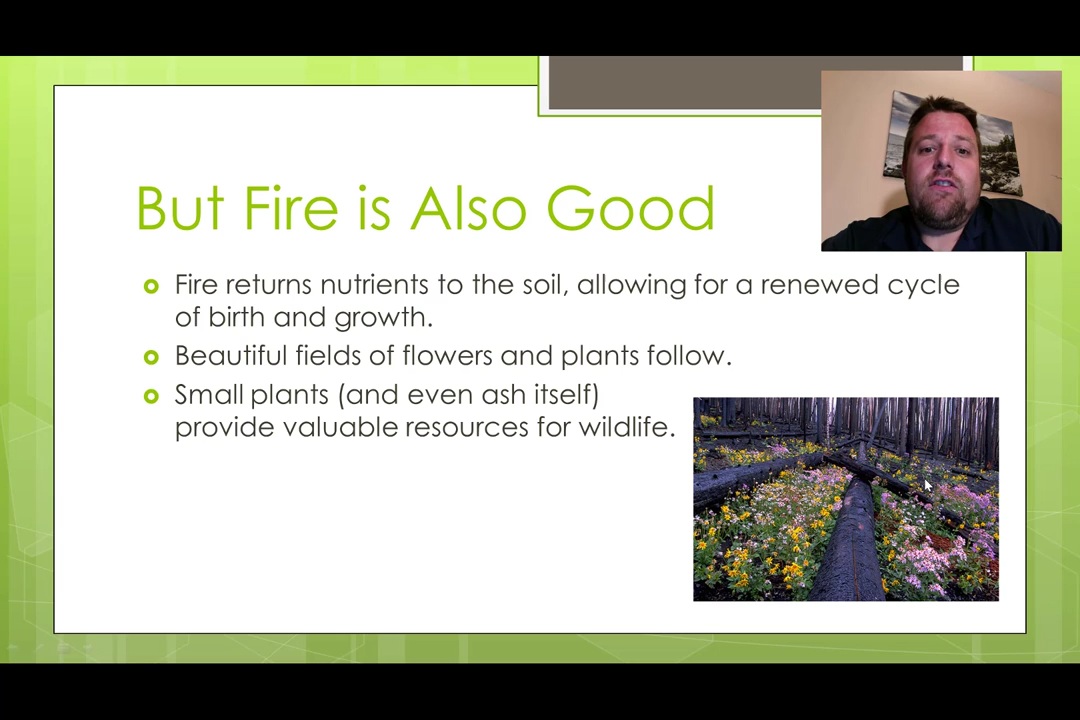 But Fire is Also Good
Fire returns nutrients to the soil, allowing for a renewed cycle
of birth and growth.
Beautiful fields of flowers and plants follow.
Small plants (and even ash itself)
provide valuable resources for wildlife.